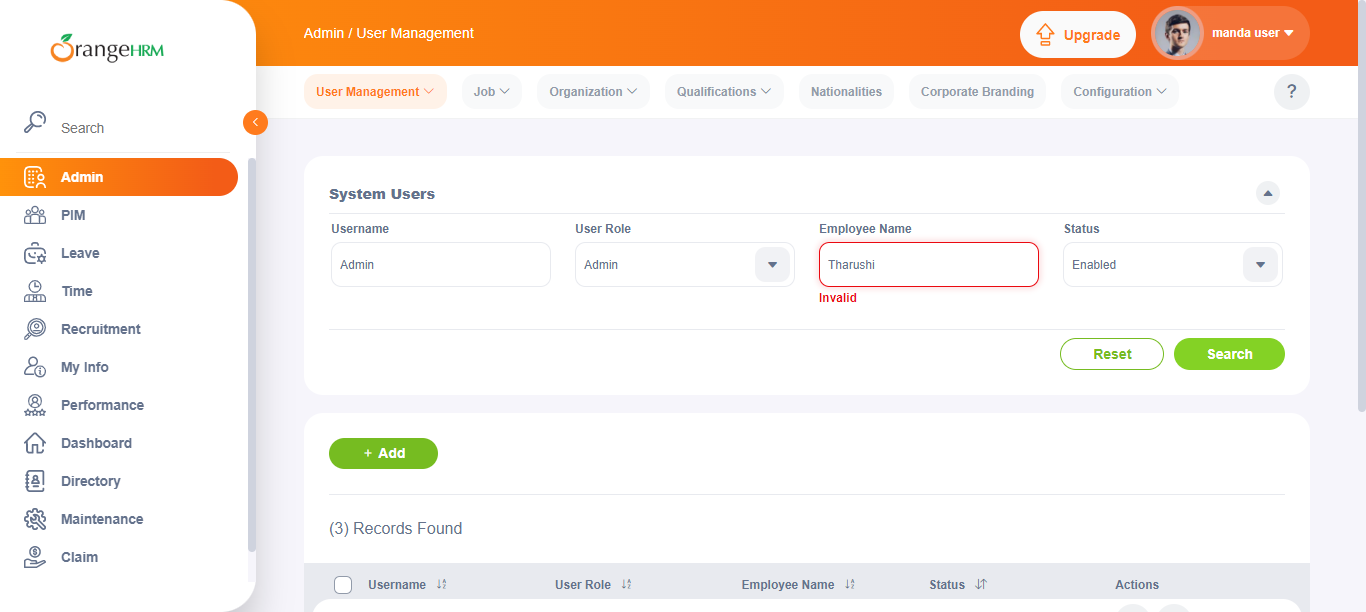 OrangeHRM
Search
Admin
PIM
Leave
Time
Recruitment
My Info
Performance
Dashboard
Directory
Maintenance
Claim
Admin / User Management
Upgrade
manda user
User Management
Job
Organization
Qualifications
Nationalities
Corporate Branding
Configuration
?
System Users
Username
User Role
Employee Name
Status
Admin
Admin
Tharushi
Enabled
Invalid
Reset
Search
+ Add
(3) Records Found
Username
User Role
Employee Name
Status
Actions